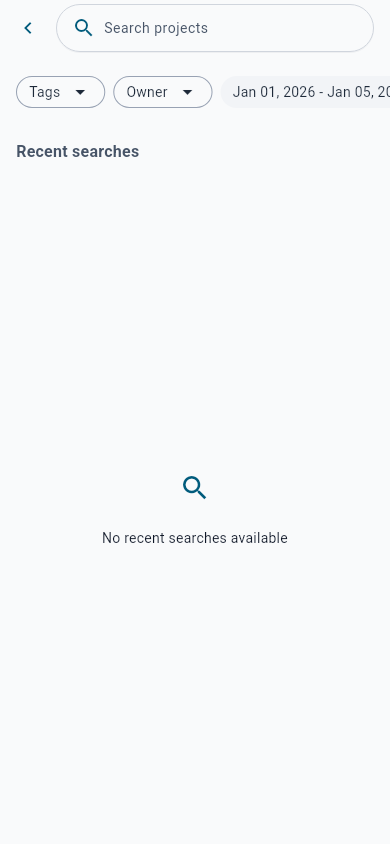 Search projects
Tags
Owner
Jan 01, 2026 - Jan 05, 20
Recent searches
No recent searches available